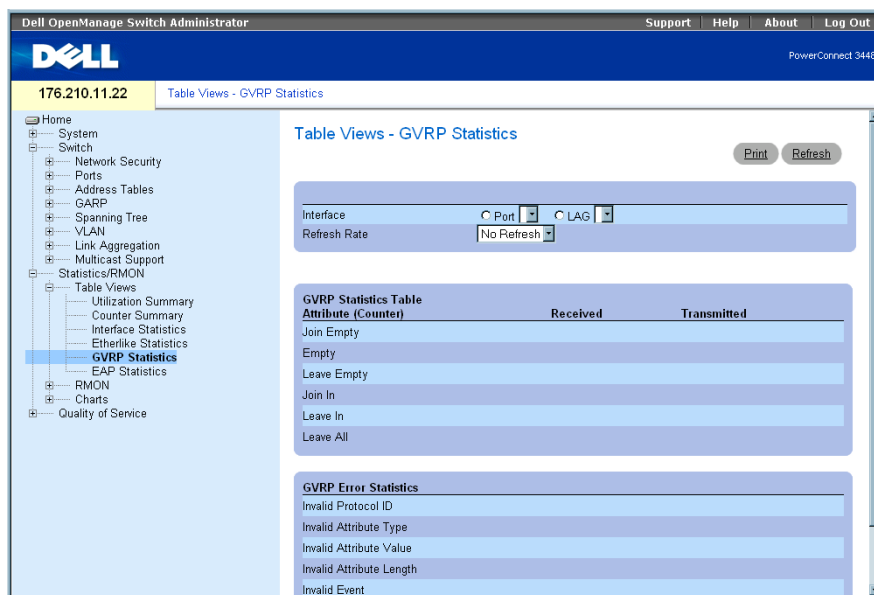 Dell OpenManage Switch Administrator Support Help About Log Out
DELL
PowerConnect 3448
176.210.11.22 Table Views - GVRP Statistics
Home
System
Switch
Network Security
Ports
Address Tables
GARP
Spanning Tree
VLAN
Link Aggregation
Multicast Support
Statistics/RMON
Table Views
Utilization Summary
Counter Summary
Interface Statistics
Etherlike Statistics
GVRP Statistics
EAP Statistics
RMON
Charts
Quality of Service
Table Views - GVRP Statistics
Print Refresh
Interface Port LAG
Refresh Rate No Refresh
GVRP Statistics Table
Attribute (Counter) Received Transmitted
Join Empty
Empty
Leave Empty
Join In
Leave In
Leave All
GVRP Error Statistics
Invalid Protocol ID
Invalid Attribute Type
Invalid Attribute Value
Invalid Attribute Length
Invalid Event